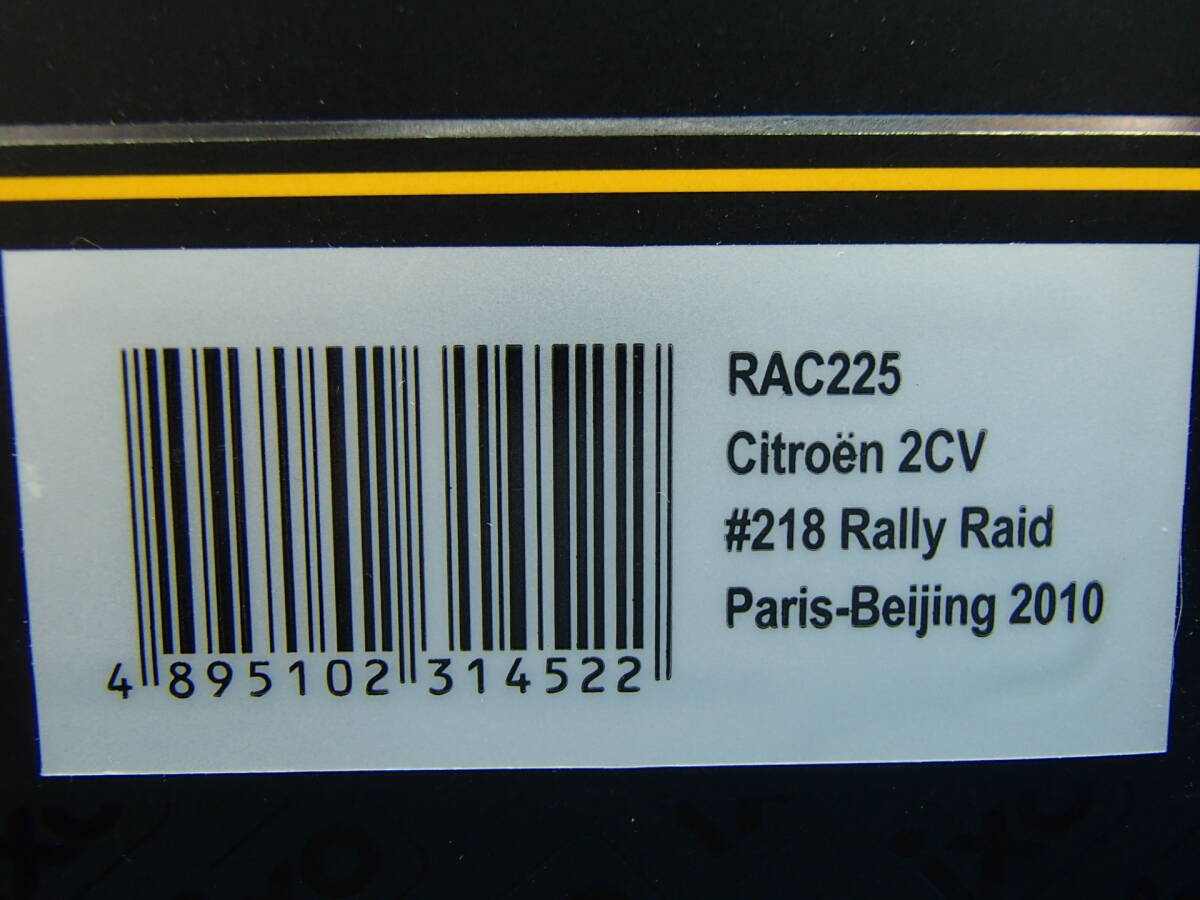 RAC225
Citroën 2CV
#218 Rally Raid
Paris-Beijing 2010
4 895102 314522